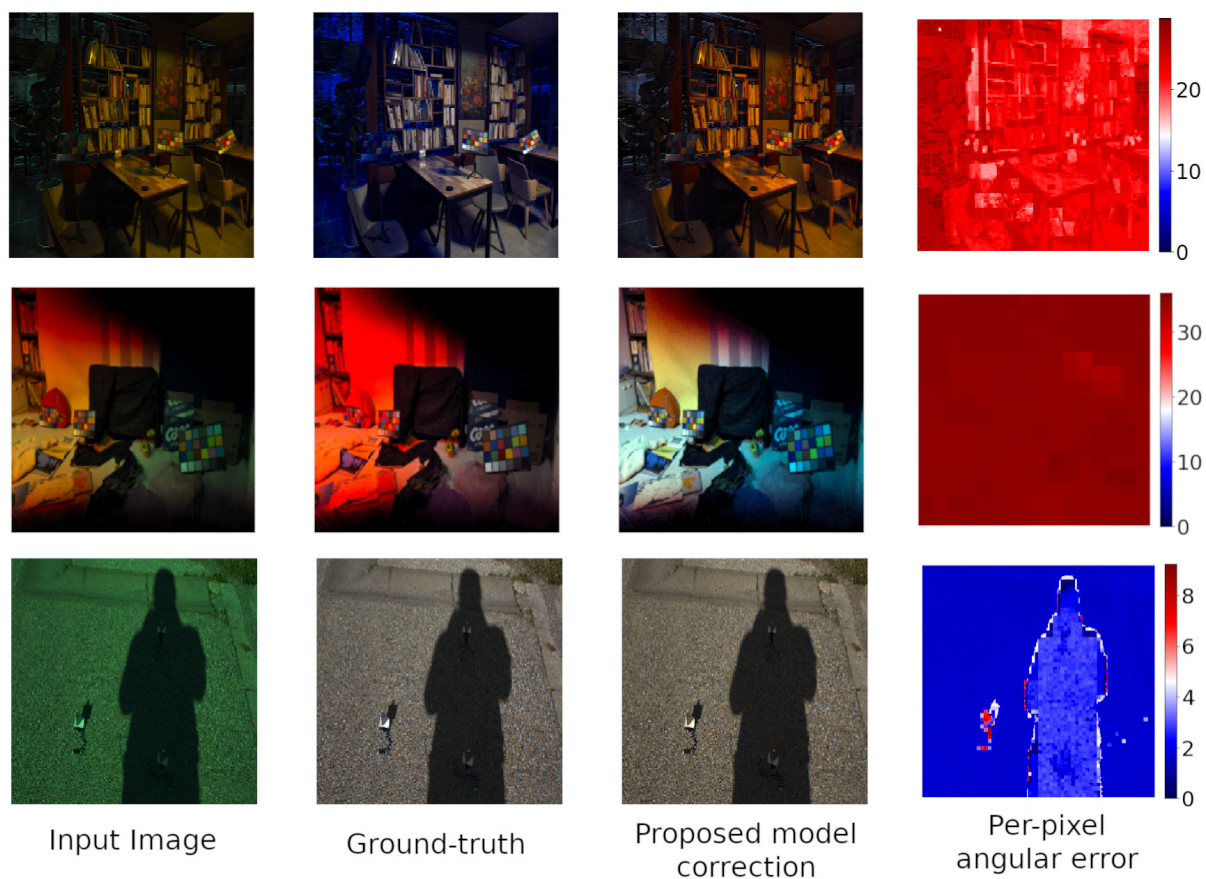 20
10
0
30
20
10
0
8
6
4
2
0
Input Image
Ground-truth
Proposed model
correction
Per-pixel
angular error